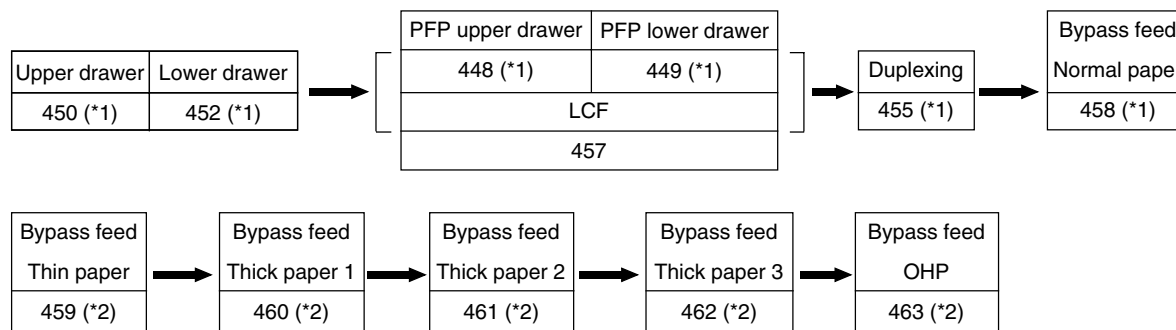 PFP upper drawer PFP lower drawer
Bypass feed
Upper drawer Lower drawer
448 (*1) 449 (*1)
Duplexing
Normal paper
450 (*1) 452 (*1)
LCF
455 (*1)
458 (*1)
457
Bypass feed Bypass feed Bypass feed Bypass feed Bypass feed
Thin paper Thick paper 1 Thick paper 2 Thick paper 3 OHP
459 (*2) 460 (*2) 461 (*2) 462 (*2) 463 (*2)